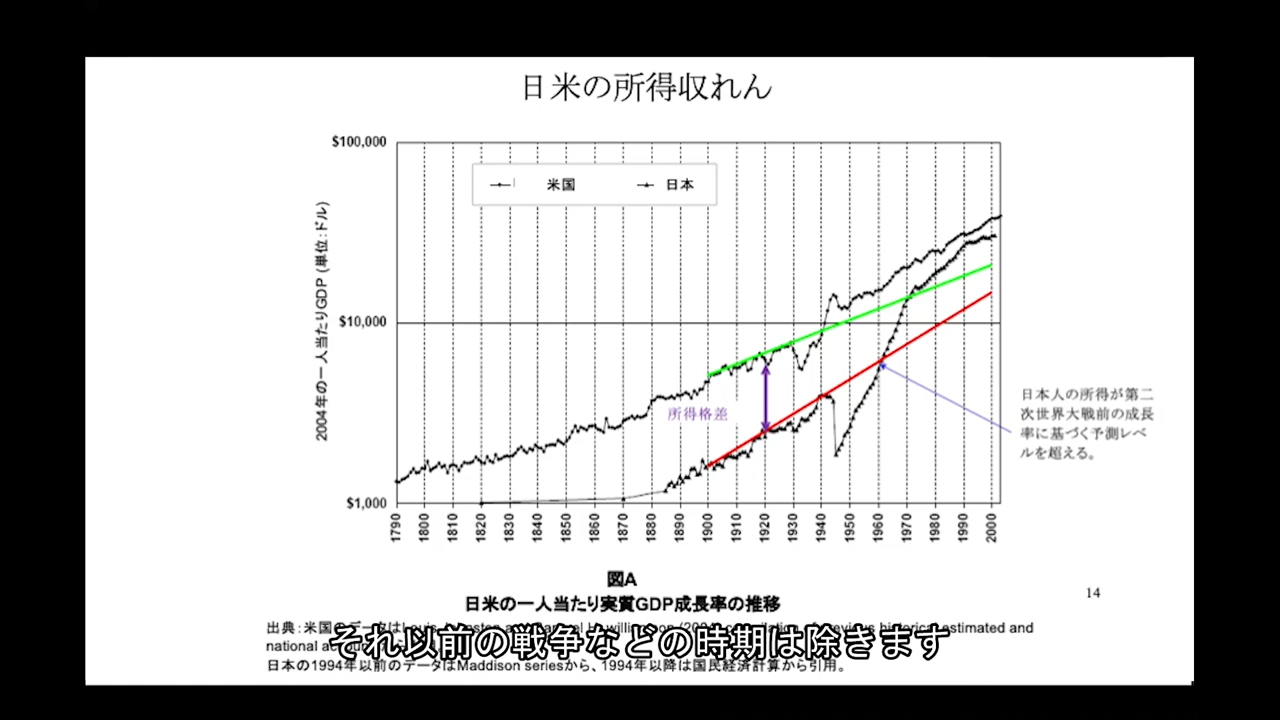 日米の所得収れん
$100,000
米国
日本
2004年の一人当たりGDP (単位:ドル)
$10,000
所得格差
日本人の所得が第二
次世界大戦前の成長
率に基づく予測レベ
ルを超える。
$1,000
1790 1800 1810 1820 1830 1840 1850 1860 1870 1880 1890 1900 1910 1920 1930 1940 1950 1960 1970 1980 1990 2000
図A
14
日米の一人当たり実質GDP成長率の推移
出典:米国のデータは estimated and
national
日本の1994年以前のデータはMaddison seriesから、1994年以降は国民経済計算から引用。
それ以前の戦争などの時期は除きます